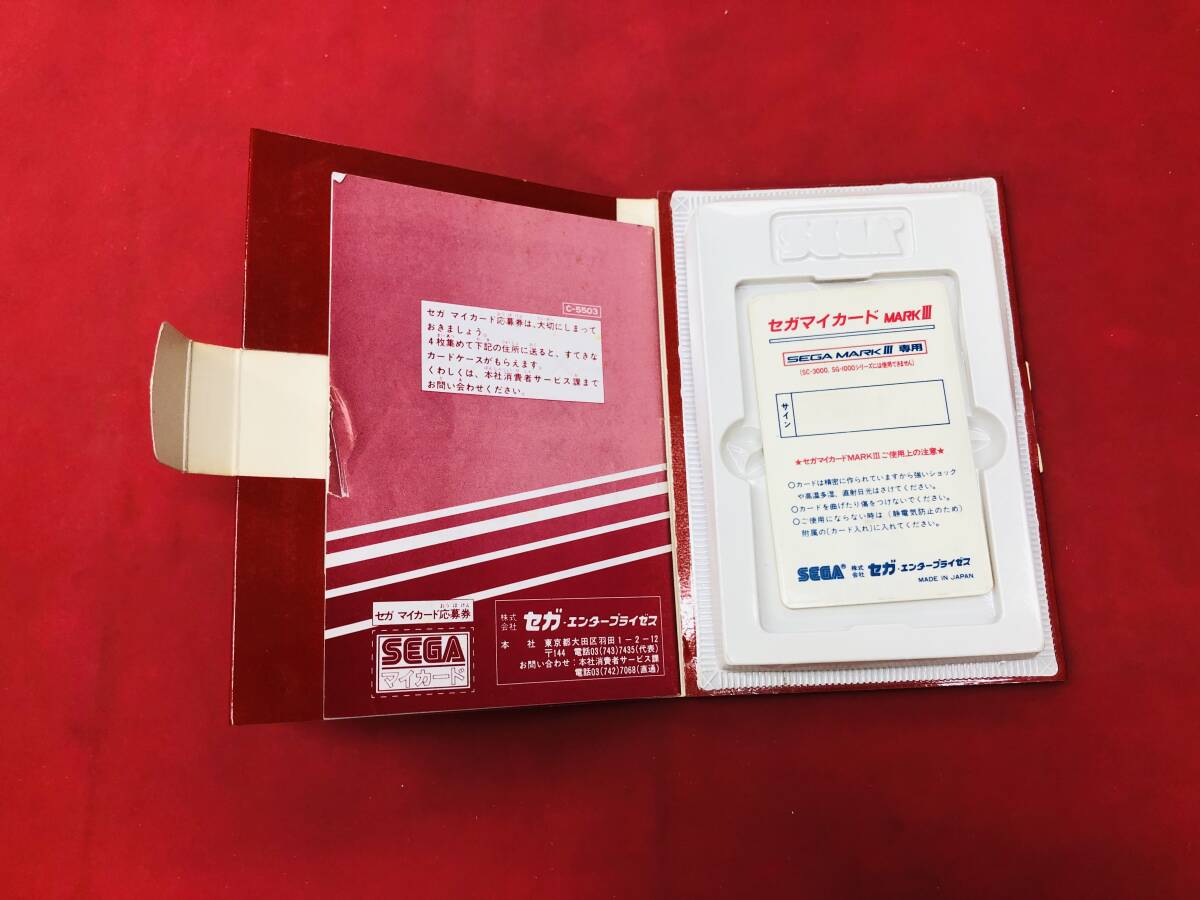 C-5503
セガ マイカード応募券は、大切にしまって
おきましょう。
4枚集めて下記の住所に送ると、すてきな
カードケースがもらえます。
くわしくは、本社消費者サービス課まで
お問い合わせください。
おうぼけん
セガ マイカード応募券
SEGA
マイカード
株式会社 セガ・エンタープライゼス
本 社 東京都大田区羽田1-2-12
〒144 電話03(743)7435(代表)
お問い合わせ:本社消費者サービス課
電話03(742)7068(直通)
SEGA
セガマイカード MARK III
SEGA MARK III 専用
(SC-3000, SG-1000シリーズには使用できません)
サイン
★セガマイカードMARK IIIご使用上の注意★
○カードは精密に作られていますから強いショック
や高温多湿、直射日光はさけてください。
○カードを曲げたり傷をつけないでください。
○ご使用にならない時は(静電気防止のため)
附属の(カード入れ)に入れてください。
SEGA® 株式会社 セガ・エンタープライゼス
MADE IN JAPAN